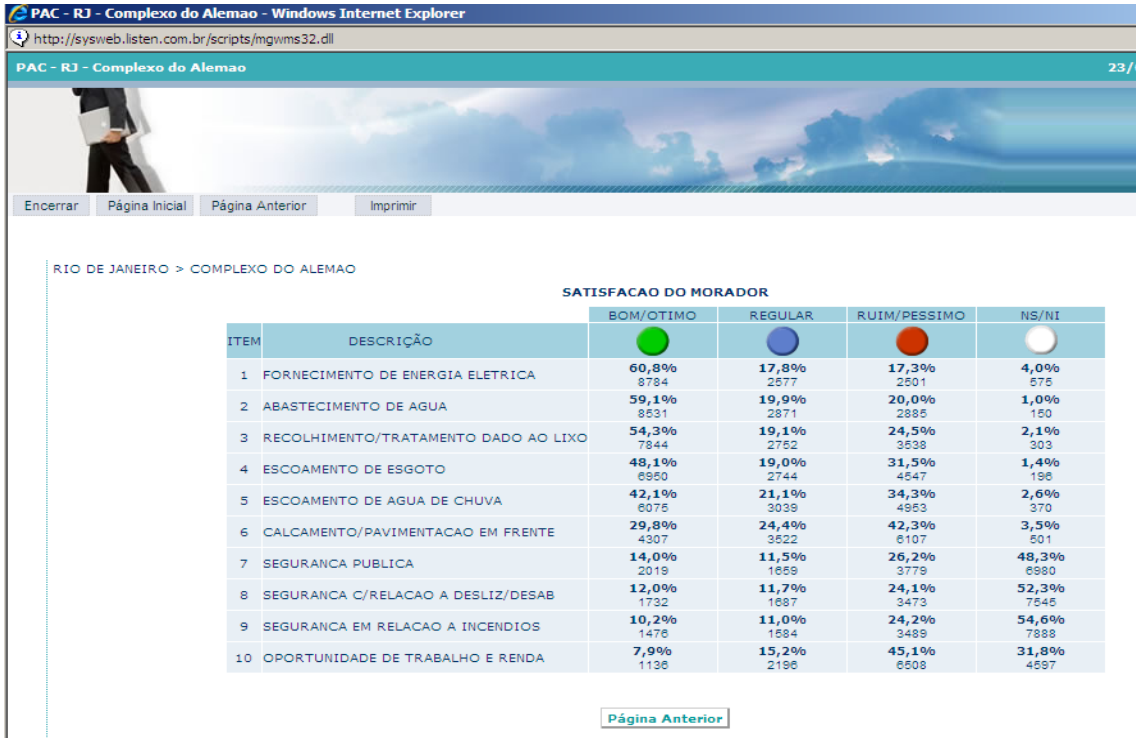 PAC - RJ - Complexo do Alemao - Windows Internet Explorer
http://sysweb.listen.com.br/scripts/mgwms32.dll
PAC - RJ - Complexo do Alemao 23/
Encerrar Página Inicial Página Anterior Imprimir
RIO DE JANEIRO > COMPLEXO DO ALEMAO
SATISFACAO DO MORADOR
BOM/OTIMO REGULAR RUIM/PESSIMO NS/NI
ITEM DESCRIÇÃO
1 FORNECIMENTO DE ENERGIA ELETRICA 60,8% 17,8% 17,3% 4,0%
8784 2577 2501 575
2 ABASTECIMENTO DE AGUA 59,1% 19,9% 20,0% 1,0%
8531 2871 2885 150
3 RECOLHIMENTO/TRATAMENTO DADO AO LIXO 54,3% 19,1% 24,5% 2,1%
7844 2752 3538 303
4 ESCOAMENTO DE ESGOTO 48,1% 19,0% 31,5% 1,4%
6950 2744 4547 196
5 ESCOAMENTO DE AGUA DE CHUVA 42,1% 21,1% 34,3% 2,6%
6075 3039 4953 370
6 CALCAMENTO/PAVIMENTACAO EM FRENTE 29,8% 24,4% 42,3% 3,5%
4307 3522 6107 501
7 SEGURANCA PUBLICA 14,0% 11,5% 26,2% 48,3%
2019 1659 3779 6980
8 SEGURANCA C/RELACAO A DESLIZ/DESAB 12,0% 11,7% 24,1% 52,3%
1732 1687 3473 7545
9 SEGURANCA EM RELACAO A INCENDIOS 10,2% 11,0% 24,2% 54,6%
1476 1584 3489 7888
10 OPORTUNIDADE DE TRABALHO E RENDA 7,9% 15,2% 45,1% 31,8%
1136 2196 6508 4597
Página Anterior